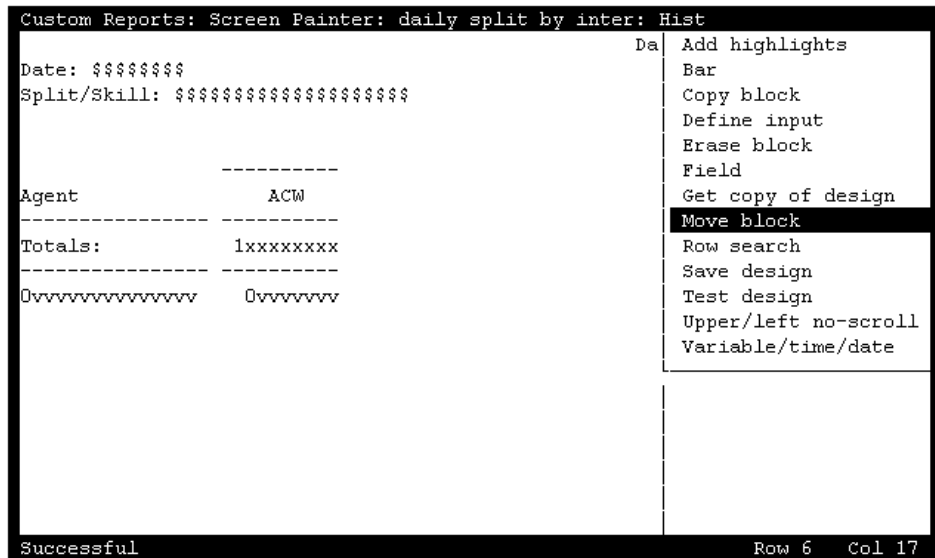 Custom Reports: Screen Painter: daily split by inter: Hist
Da
Date: $$$$$$$$
Split/Skill: $$$$$$$$$$$$$$$$$$$$
----------
Agent ACW
---------------- ----------
Totals: 1xxxxxxxx
---------------- ----------
0vvvvvvvvvvvvvv 0vvvvvvv
Add highlights
Bar
Copy block
Define input
Erase block
Field
Get copy of design
Move block
Row search
Save design
Test design
Upper/left no-scroll
Variable/time/date
Successful Row 6 Col 17